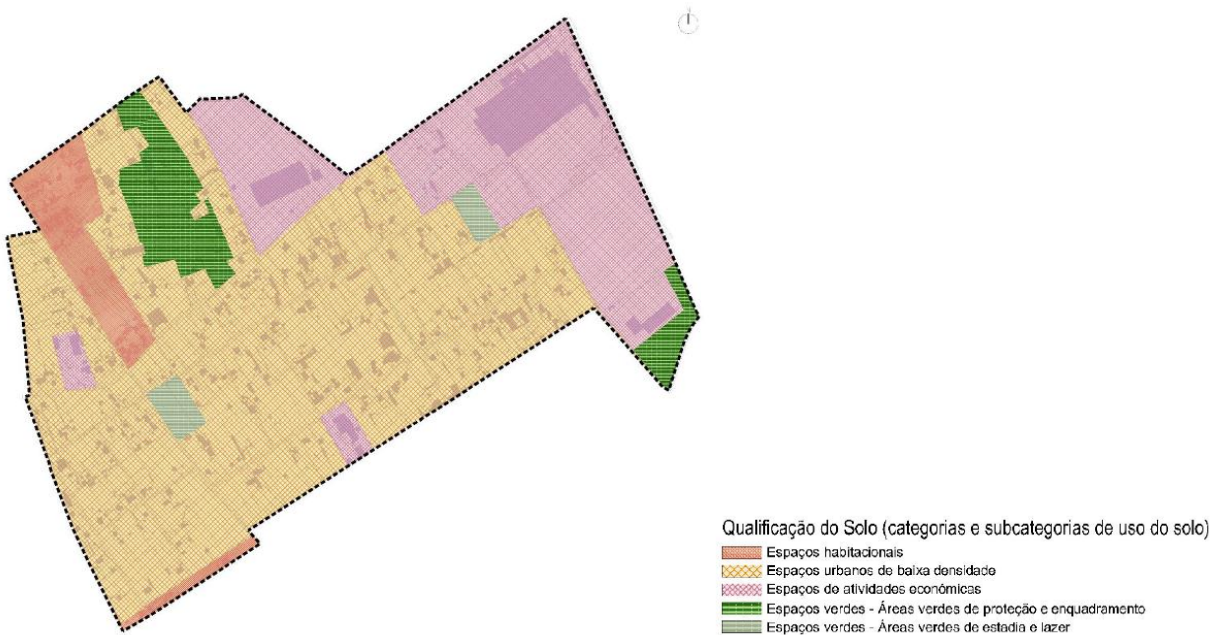 Qualificação do Solo (categorias e subcategorias de uso do solo)
Espaços habitacionais
Espaços urbanos de baixa densidade
Espaços de atividades económicas
Espaços verdes - Áreas verdes de proteção e enquadramento
Espaços verdes - Áreas verdes de estadia e lazer